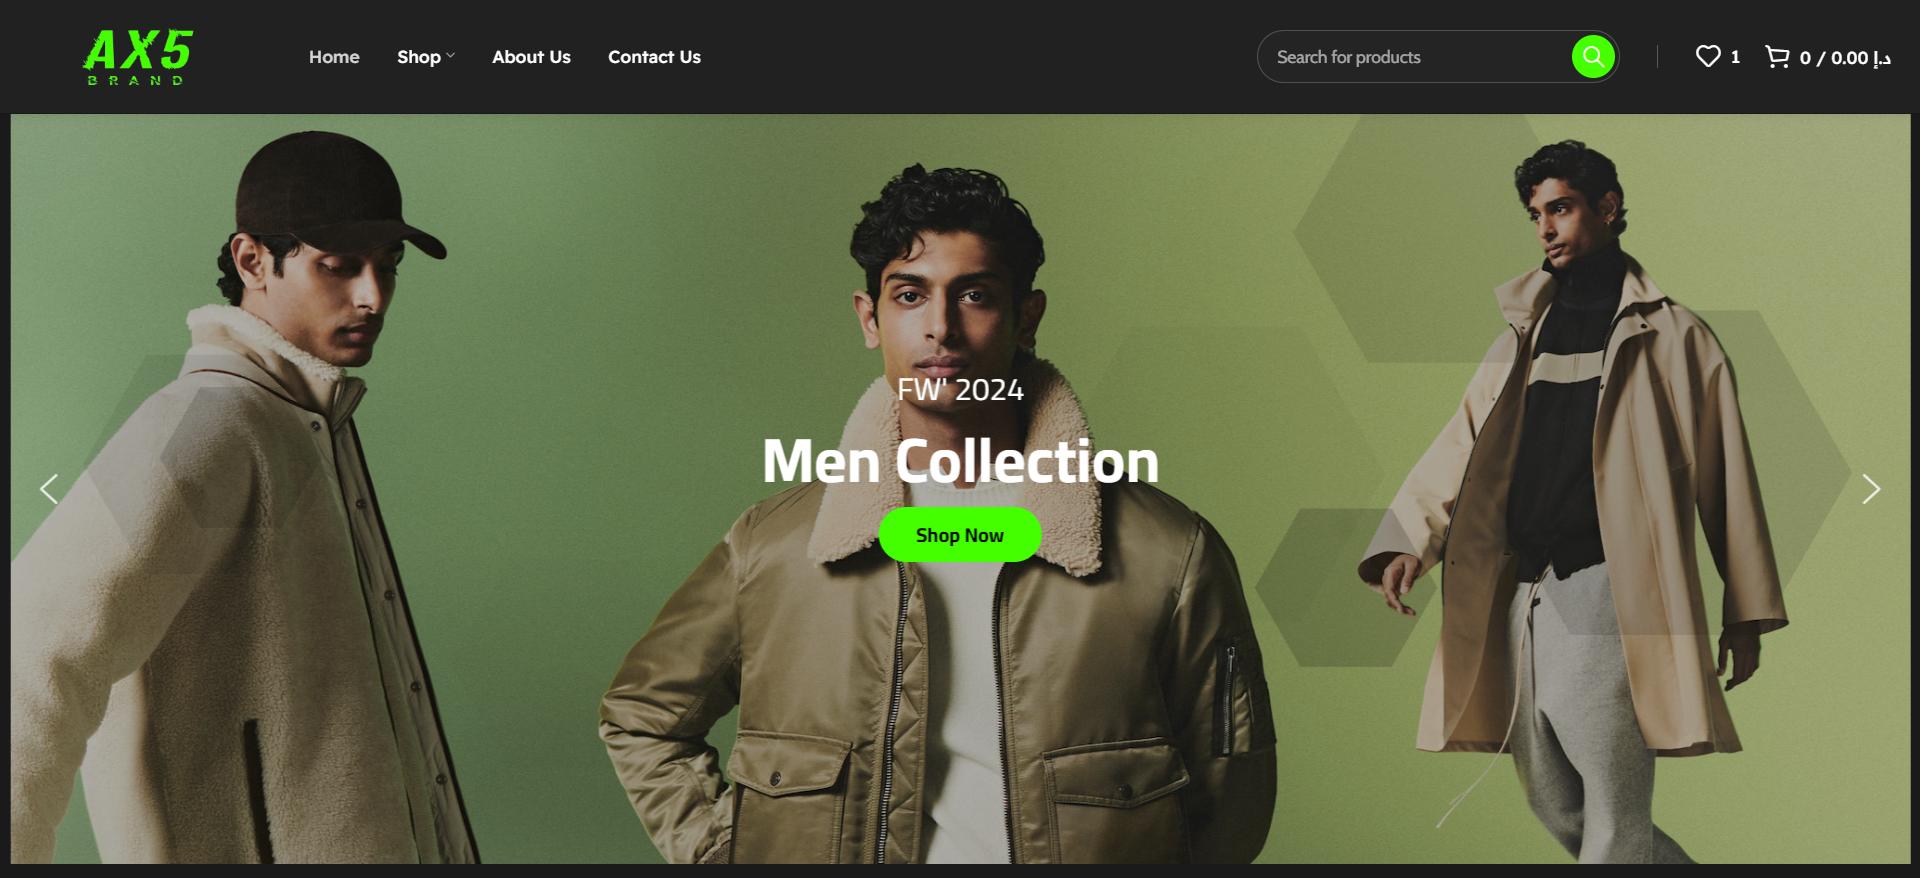 AX5
BRAND
Home
Shop
About Us
Contact Us
Search for products
1
0 / 0.00 د.إ
FW' 2024
Men Collection
Shop Now